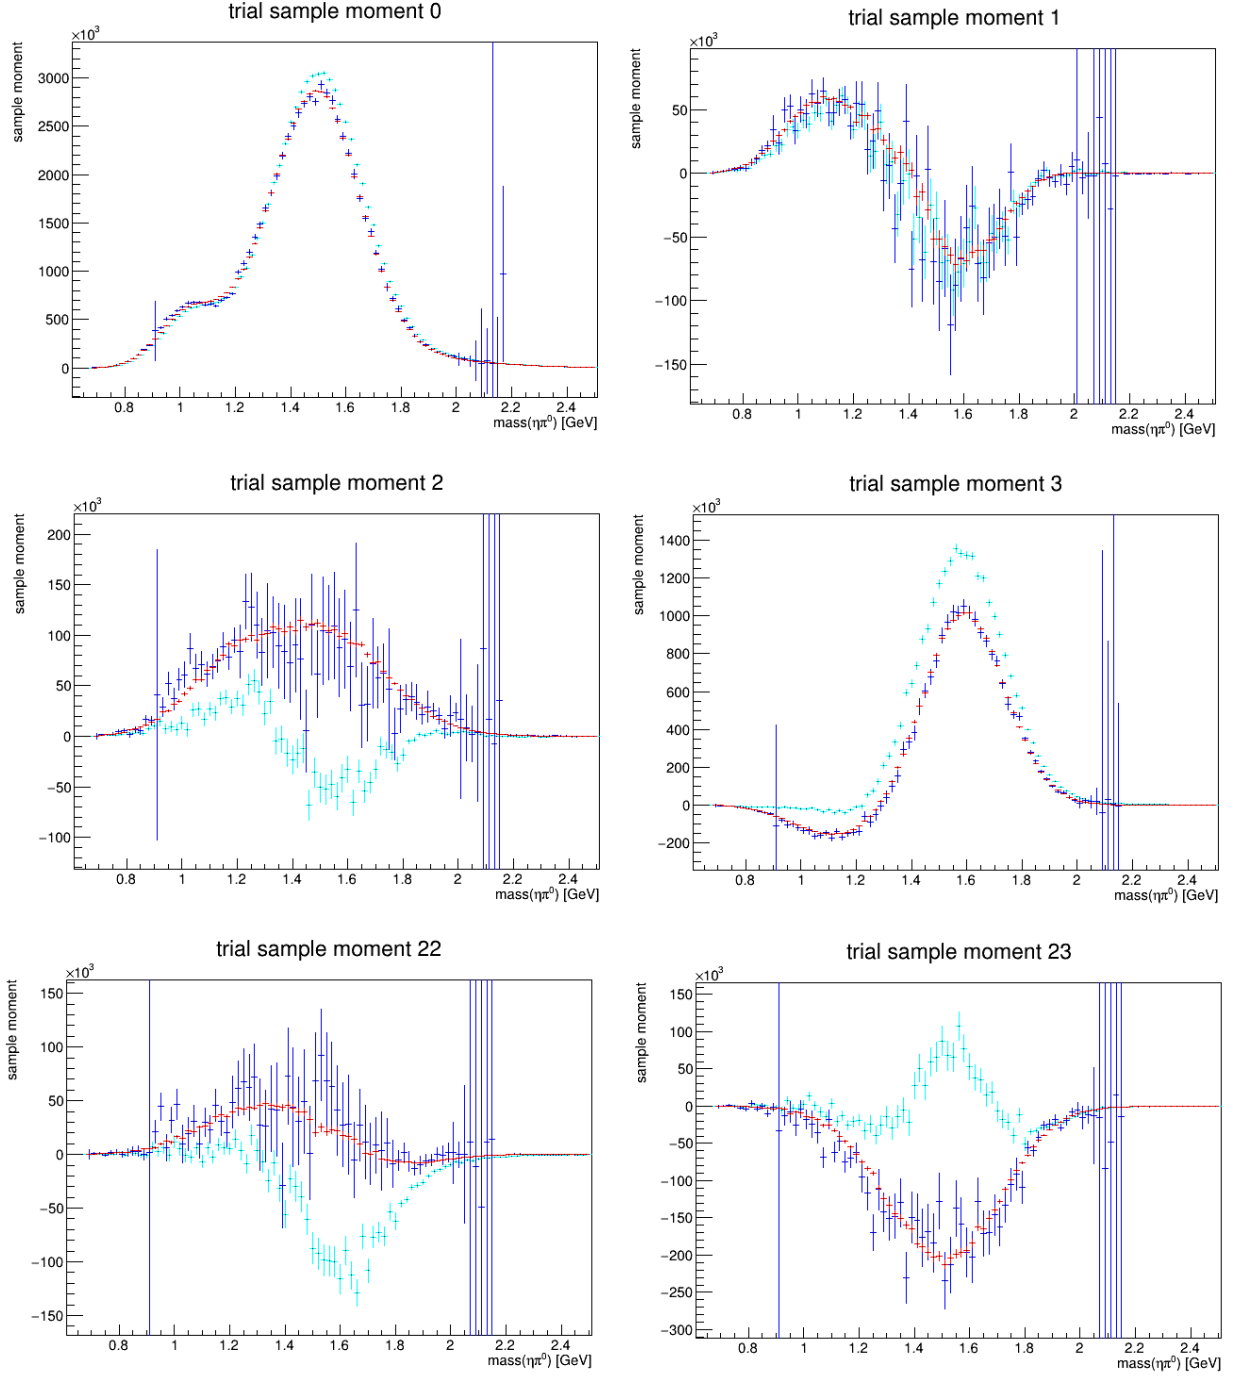 trial sample moment 0
×10³
sample moment
3000
2500
2000
1500
1000
500
0
0.8 1 1.2 1.4 1.6 1.8 2 2.2 2.4
mass(ηπ⁰) [GeV]
trial sample moment 1
×10³
sample moment
50
0
−50
−100
−150
0.8 1 1.2 1.4 1.6 1.8 2 2.2 2.4
mass(ηπ⁰) [GeV]
trial sample moment 2
×10³
sample moment
200
150
100
50
0
−50
−100
0.8 1 1.2 1.4 1.6 1.8 2 2.2 2.4
mass(ηπ⁰) [GeV]
trial sample moment 3
×10³
sample moment
1400
1200
1000
800
600
400
200
0
−200
0.8 1 1.2 1.4 1.6 1.8 2 2.2 2.4
mass(ηπ⁰) [GeV]
trial sample moment 22
×10³
sample moment
150
100
50
0
−50
−100
−150
0.8 1 1.2 1.4 1.6 1.8 2 2.2 2.4
mass(ηπ⁰) [GeV]
trial sample moment 23
×10³
sample moment
150
100
50
0
−50
−100
−150
−200
−250
−300
0.8 1 1.2 1.4 1.6 1.8 2 2.2 2.4
mass(ηπ⁰) [GeV]